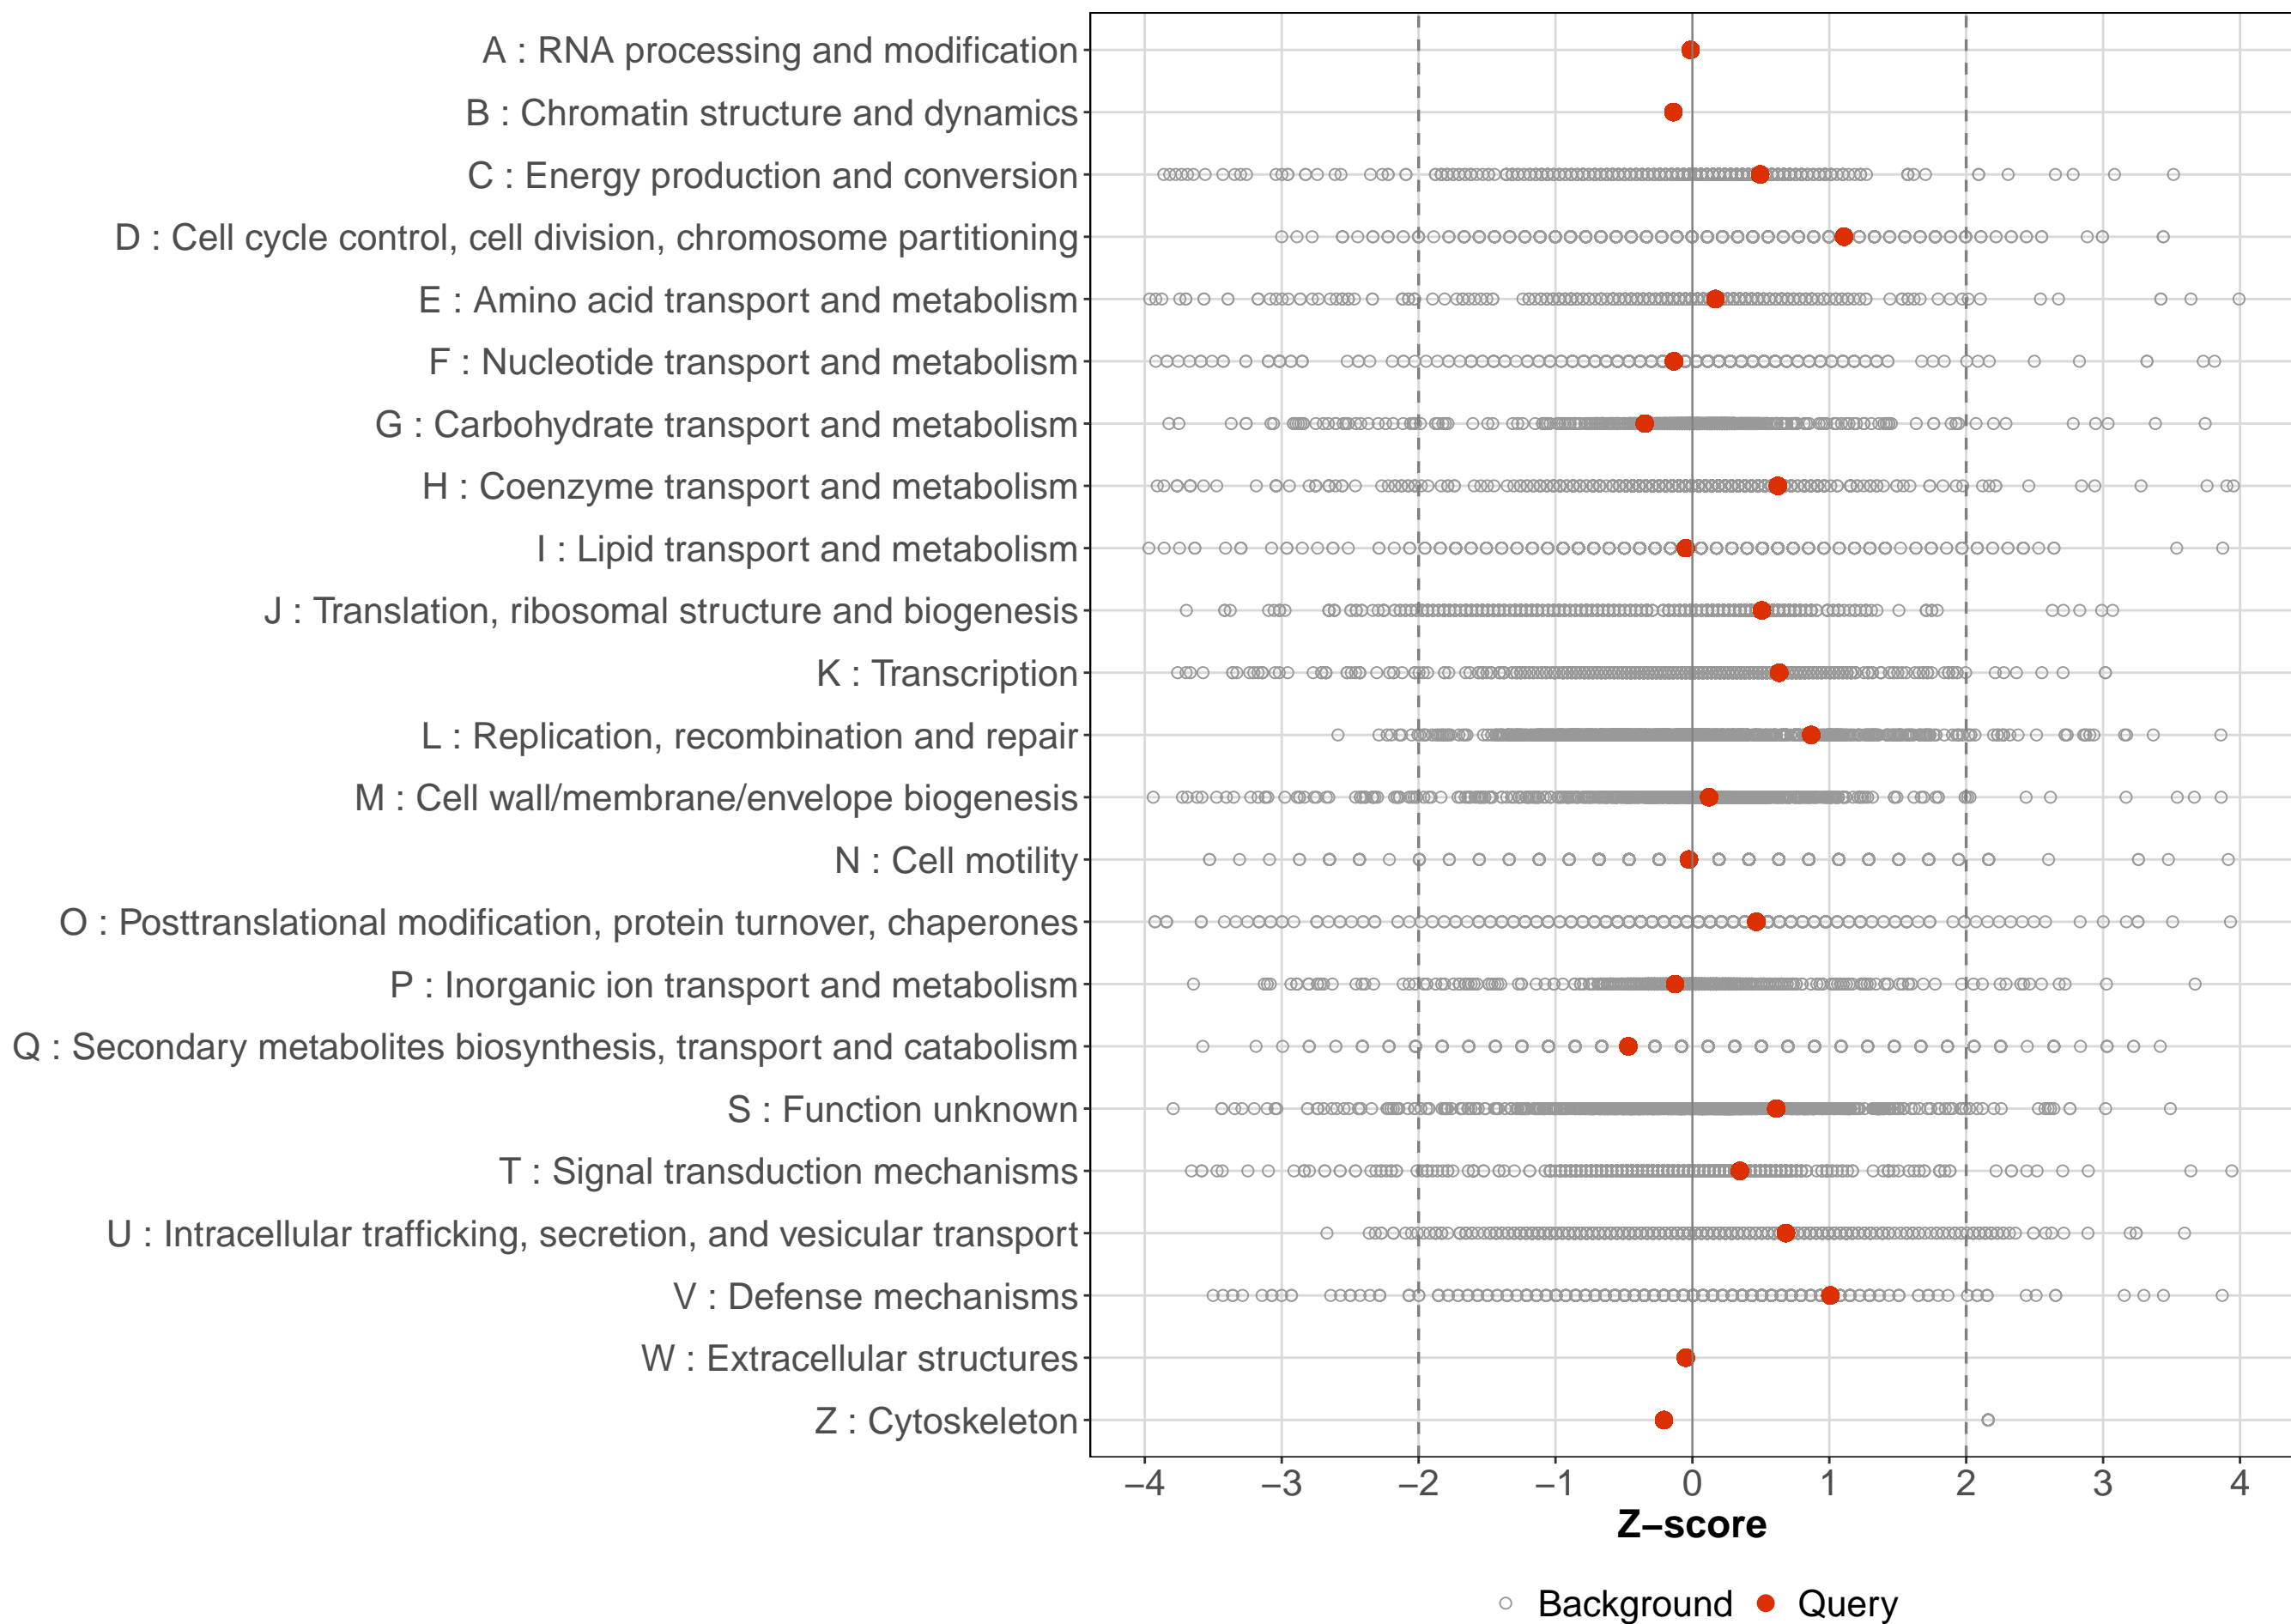 A : RNA processing and modification
B : Chromatin structure and dynamics
C : Energy production and conversion
D : Cell cycle control, cell division, chromosome partitioning
E : Amino acid transport and metabolism
F : Nucleotide transport and metabolism
G : Carbohydrate transport and metabolism
H : Coenzyme transport and metabolism
I : Lipid transport and metabolism
J : Translation, ribosomal structure and biogenesis
K : Transcription
L : Replication, recombination and repair
M : Cell wall/membrane/envelope biogenesis
N : Cell motility
O : Posttranslational modification, protein turnover, chaperones
P : Inorganic ion transport and metabolism
Q : Secondary metabolites biosynthesis, transport and catabolism
S : Function unknown
T : Signal transduction mechanisms
U : Intracellular trafficking, secretion, and vesicular transport
V : Defense mechanisms
W : Extracellular structures
Z : Cytoskeleton
−4 −3 −2 −1 0 1 2 3 4
Z−score
Background Query